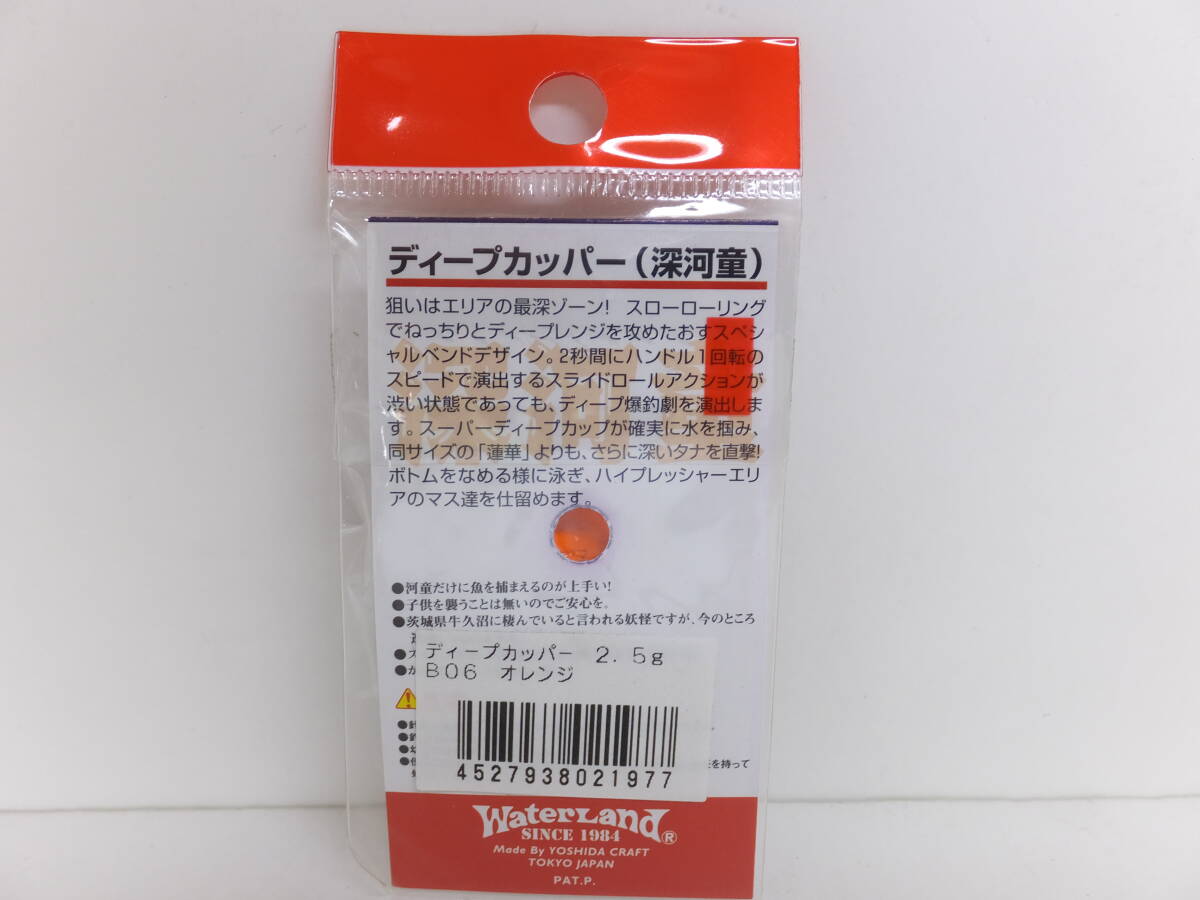 ディープカッパー（深河童）
狙いはエリアの最深ゾーン！ スローローリング
でねっちりとディープレンジを攻めたおすスペシ
ャルベンドデザイン。2秒間にハンドル1回転の
スピードで演出するスライドロールアクションが
渋い状態であっても、ディープ爆釣劇を演出しま
す。スーパーディープカップが確実に水を掴み、
同サイズの「蓮華」よりも、さらに深いタナを直撃！
ボトムをなめる様に泳ぎ、ハイプレッシャーエリ
アのマス達を仕留めます。
●河童だけに魚を捕まえるのが上手い！
●子供を襲うことは無いのでご安心を。
●茨城県牛久沼に棲んでいると言われる妖怪ですが、今のところ
ディープカッパー 2.5g
B06 オレンジ
4527938021977
を持って
WaterLand®
SINCE 1984
Made By YOSHIDA CRAFT
TOKYO JAPAN
PAT.P.